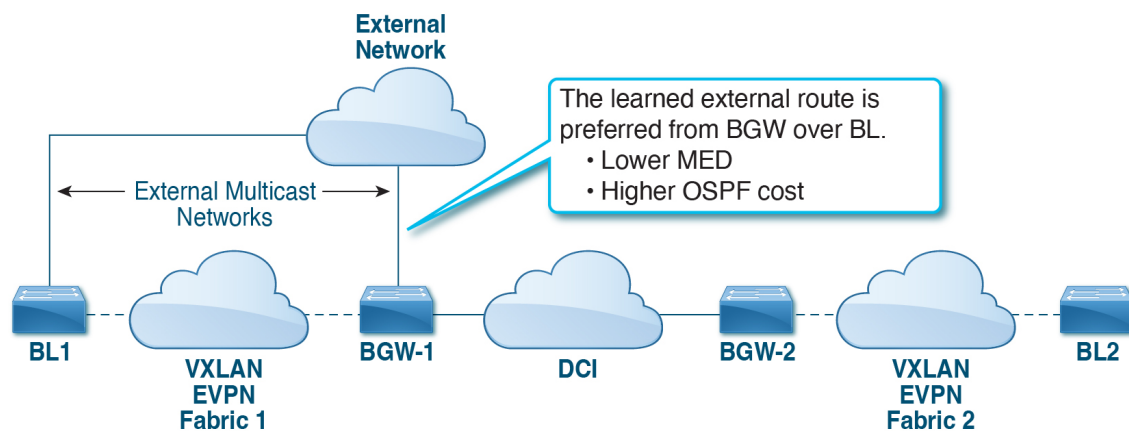 External
Network
The learned external route is
preferred from BGW over BL.
• Lower MED
• Higher OSPF cost
External Multicast
Networks
BL1
VXLAN
EVPN
Fabric 1
BGW-1
DCI
BGW-2
VXLAN
EVPN
Fabric 2
BL2